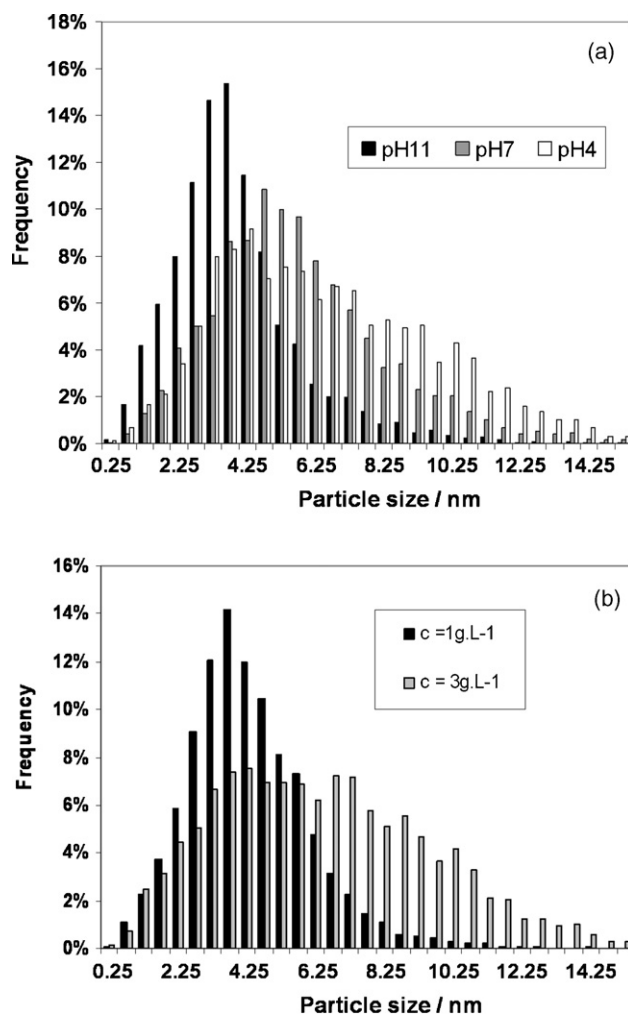 18%
16%
14%
12%
10%
8%
6%
4%
2%
0%
Frequency
(a)
pH11 pH7 pH4
0.25 2.25 4.25 6.25 8.25 10.25 12.25 14.25
Particle size / nm
16%
14%
12%
10%
8%
6%
4%
2%
0%
Frequency
(b)
c =1g.L-1
c = 3g.L-1
0.25 2.25 4.25 6.25 8.25 10.25 12.25 14.25
Particle size / nm